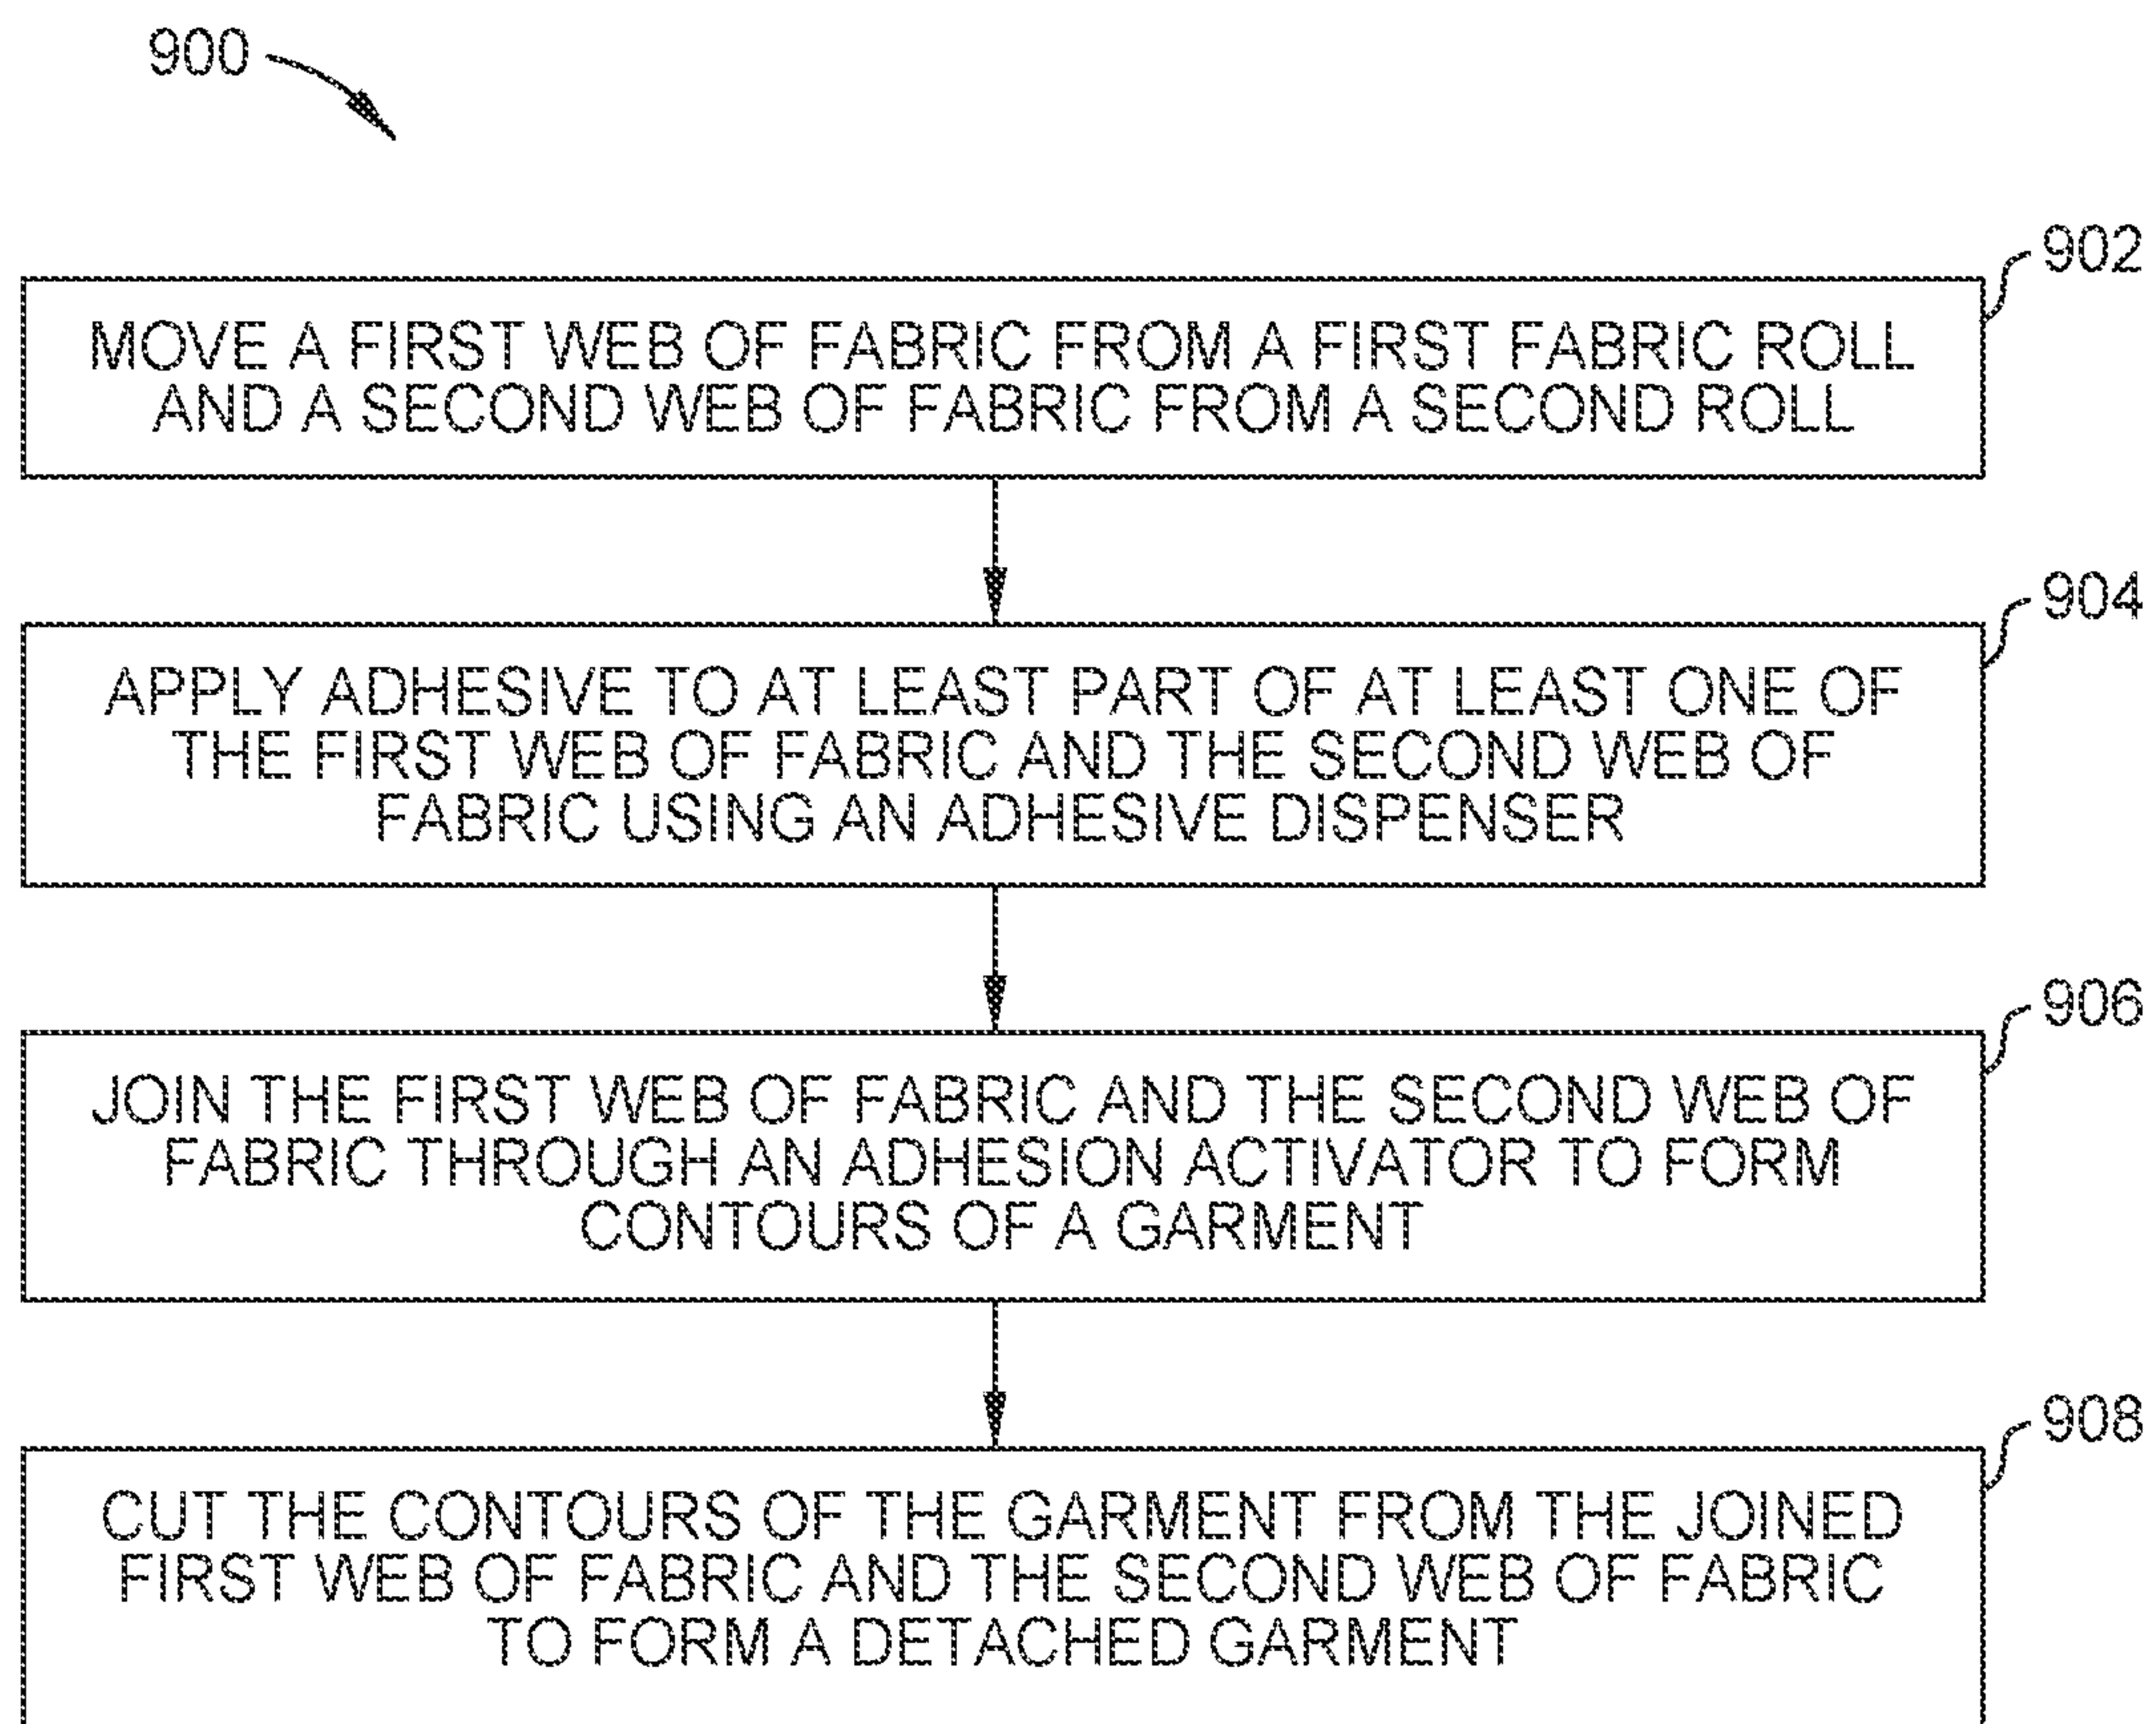 900
902
MOVE A FIRST WEB OF FABRIC FROM A FIRST FABRIC ROLL
AND A SECOND WEB OF FABRIC FROM A SECOND ROLL
904
APPLY ADHESIVE TO AT LEAST PART OF AT LEAST ONE OF
THE FIRST WEB OF FABRIC AND THE SECOND WEB OF
FABRIC USING AN ADHESIVE DISPENSER
906
JOIN THE FIRST WEB OF FABRIC AND THE SECOND WEB OF
FABRIC THROUGH AN ADHESION ACTIVATOR TO FORM
CONTOURS OF A GARMENT
908
CUT THE CONTOURS OF THE GARMENT FROM THE JOINED
FIRST WEB OF FABRIC AND THE SECOND WEB OF FABRIC
TO FORM A DETACHED GARMENT